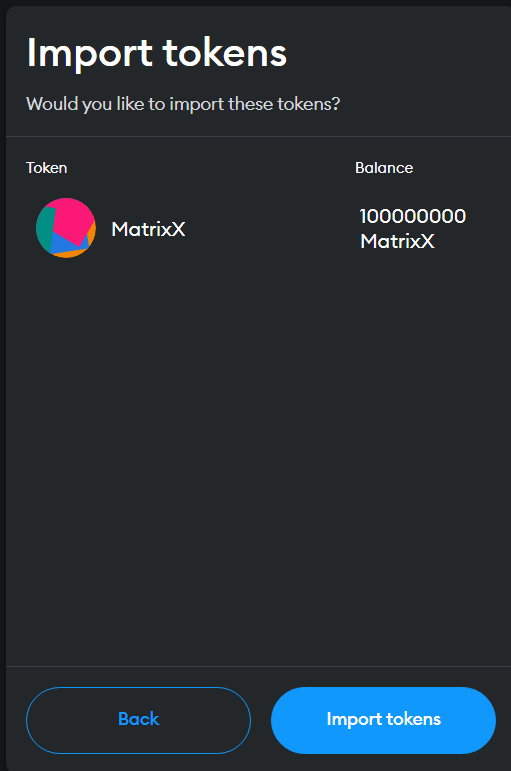 Import tokens
Would you like to import these tokens?
Token
Balance
MatrixX
100000000
MatrixX
Back
Import tokens